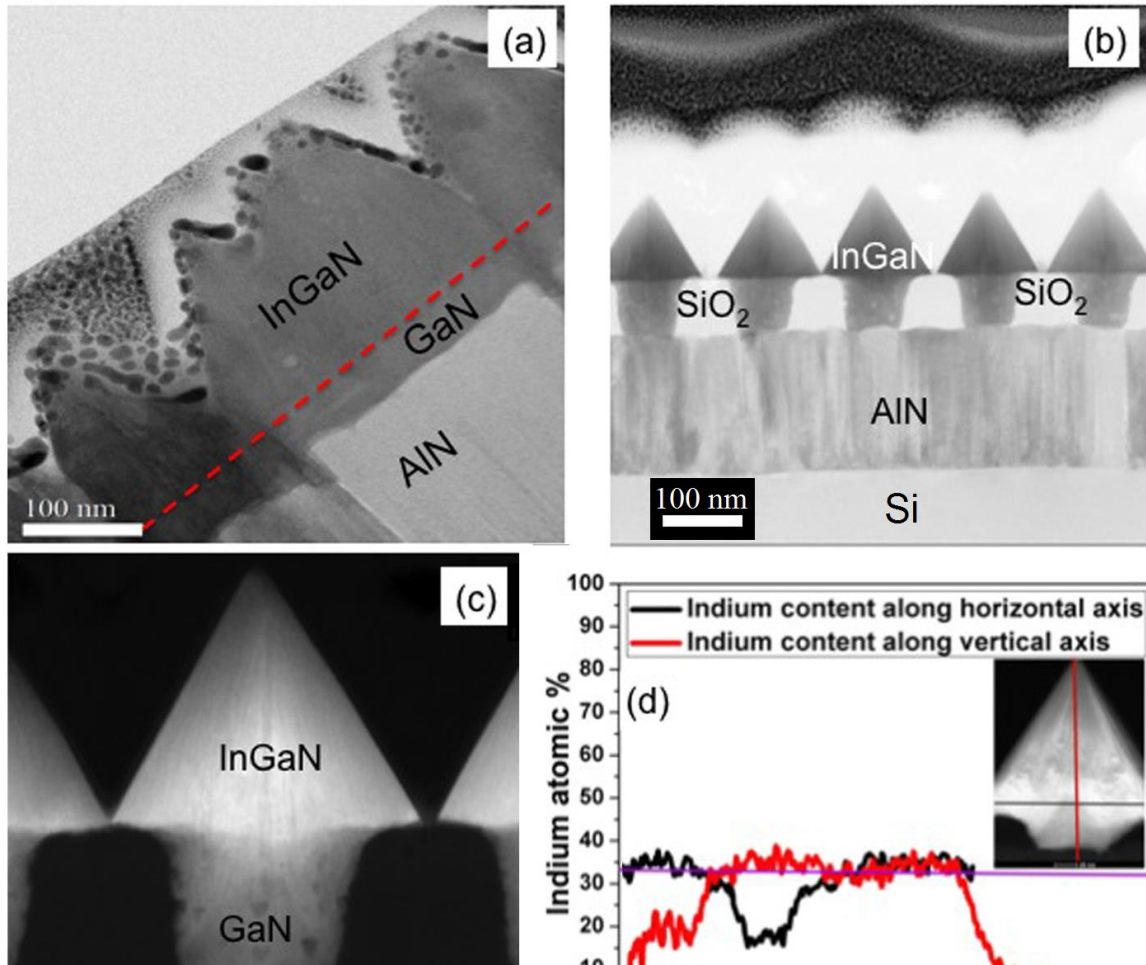 (a)
InGaN
GaN
AlN
100 nm
(b)
InGaN
SiO₂ SiO₂
AlN
100 nm
Si
(c)
InGaN
GaN
Indium content along horizontal axis
Indium content along vertical axis
(d)
Indium atomic %
100
90
80
70
60
50
40
30
20
10